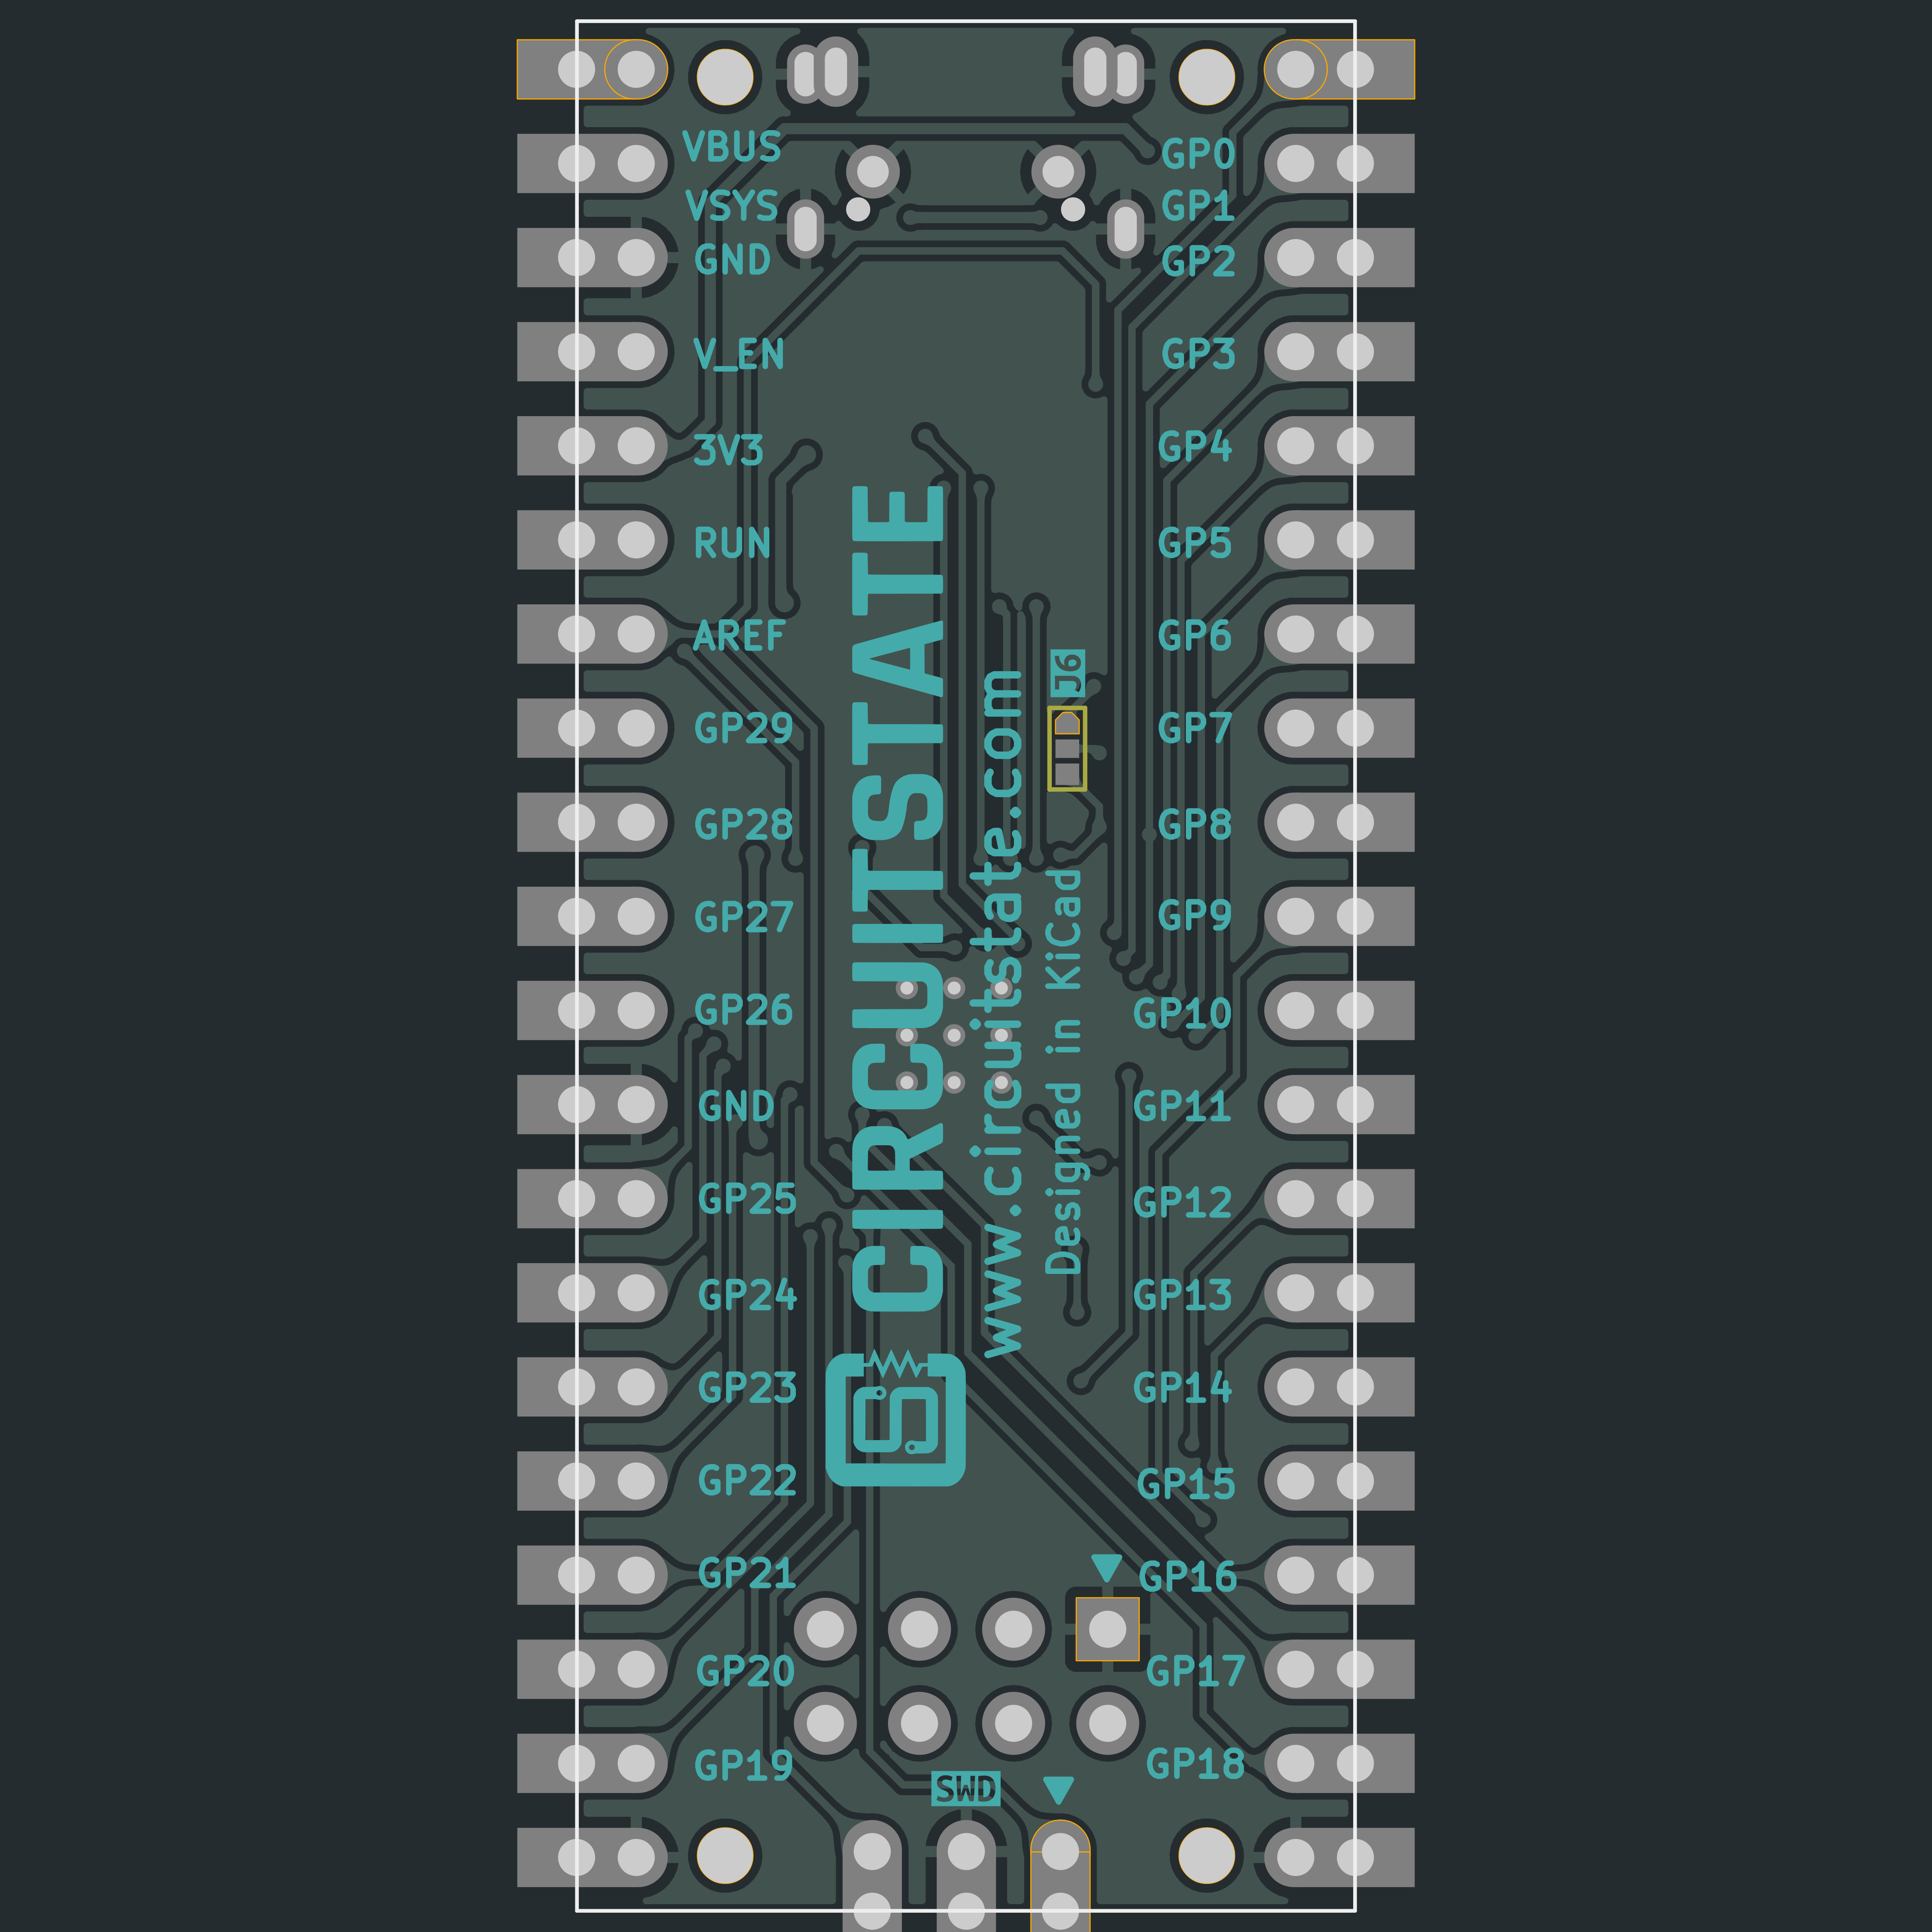 VBUS
VSYS
GND
V_EN
3V3
RUN
AREF
GP29
GP28
GP27
GP26
GND
GP25
GP24
GP23
GP22
GP21
GP20
GP19
CIRCUITSTATE
www.circuitstate.com
Designed in KiCad
J6
SWD
GP0
GP1
GP2
GP3
GP4
GP5
GP6
GP7
GP8
GP9
GP10
GP11
GP12
GP13
GP14
GP15
GP16
GP17
GP18